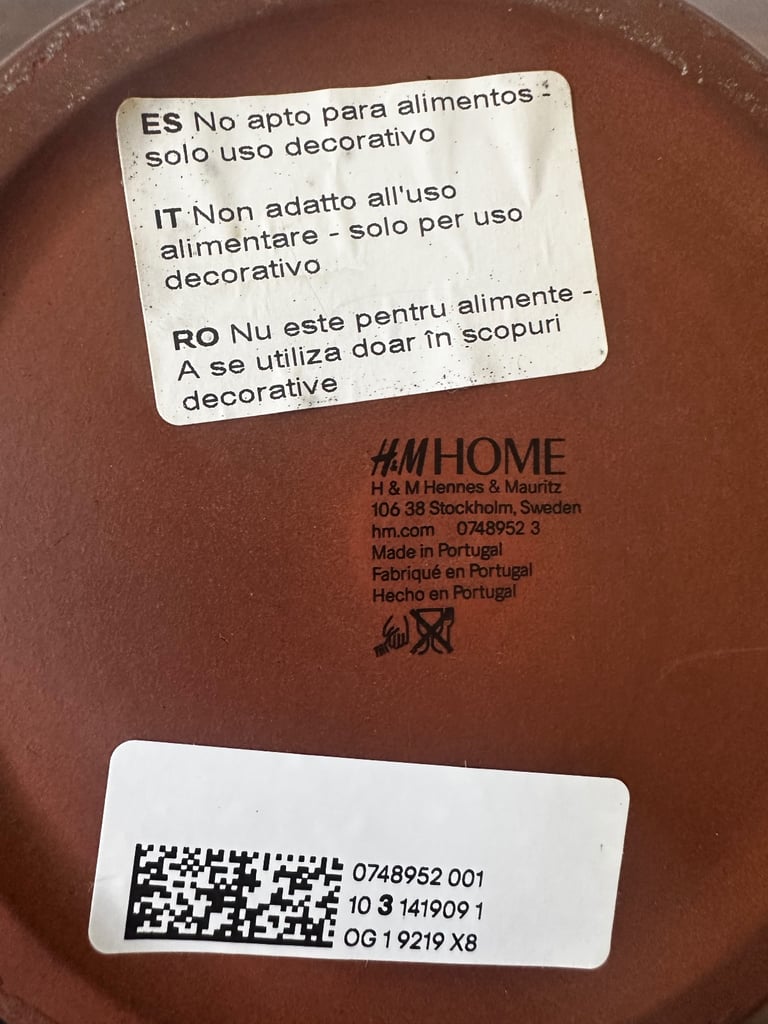 ES No apto para alimentos -
solo uso decorativo
IT Non adatto all'uso
alimentare - solo per uso
decorativo
RO Nu este pentru alimente -
A se utiliza doar în scopuri
decorative
H&M HOME
H & M Hennes & Mauritz
106 38 Stockholm, Sweden
hm.com 0748952 3
Made in Portugal
Fabriqué en Portugal
Hecho en Portugal
0748952 001
10 3 141909 1
OG 1 9219 X8